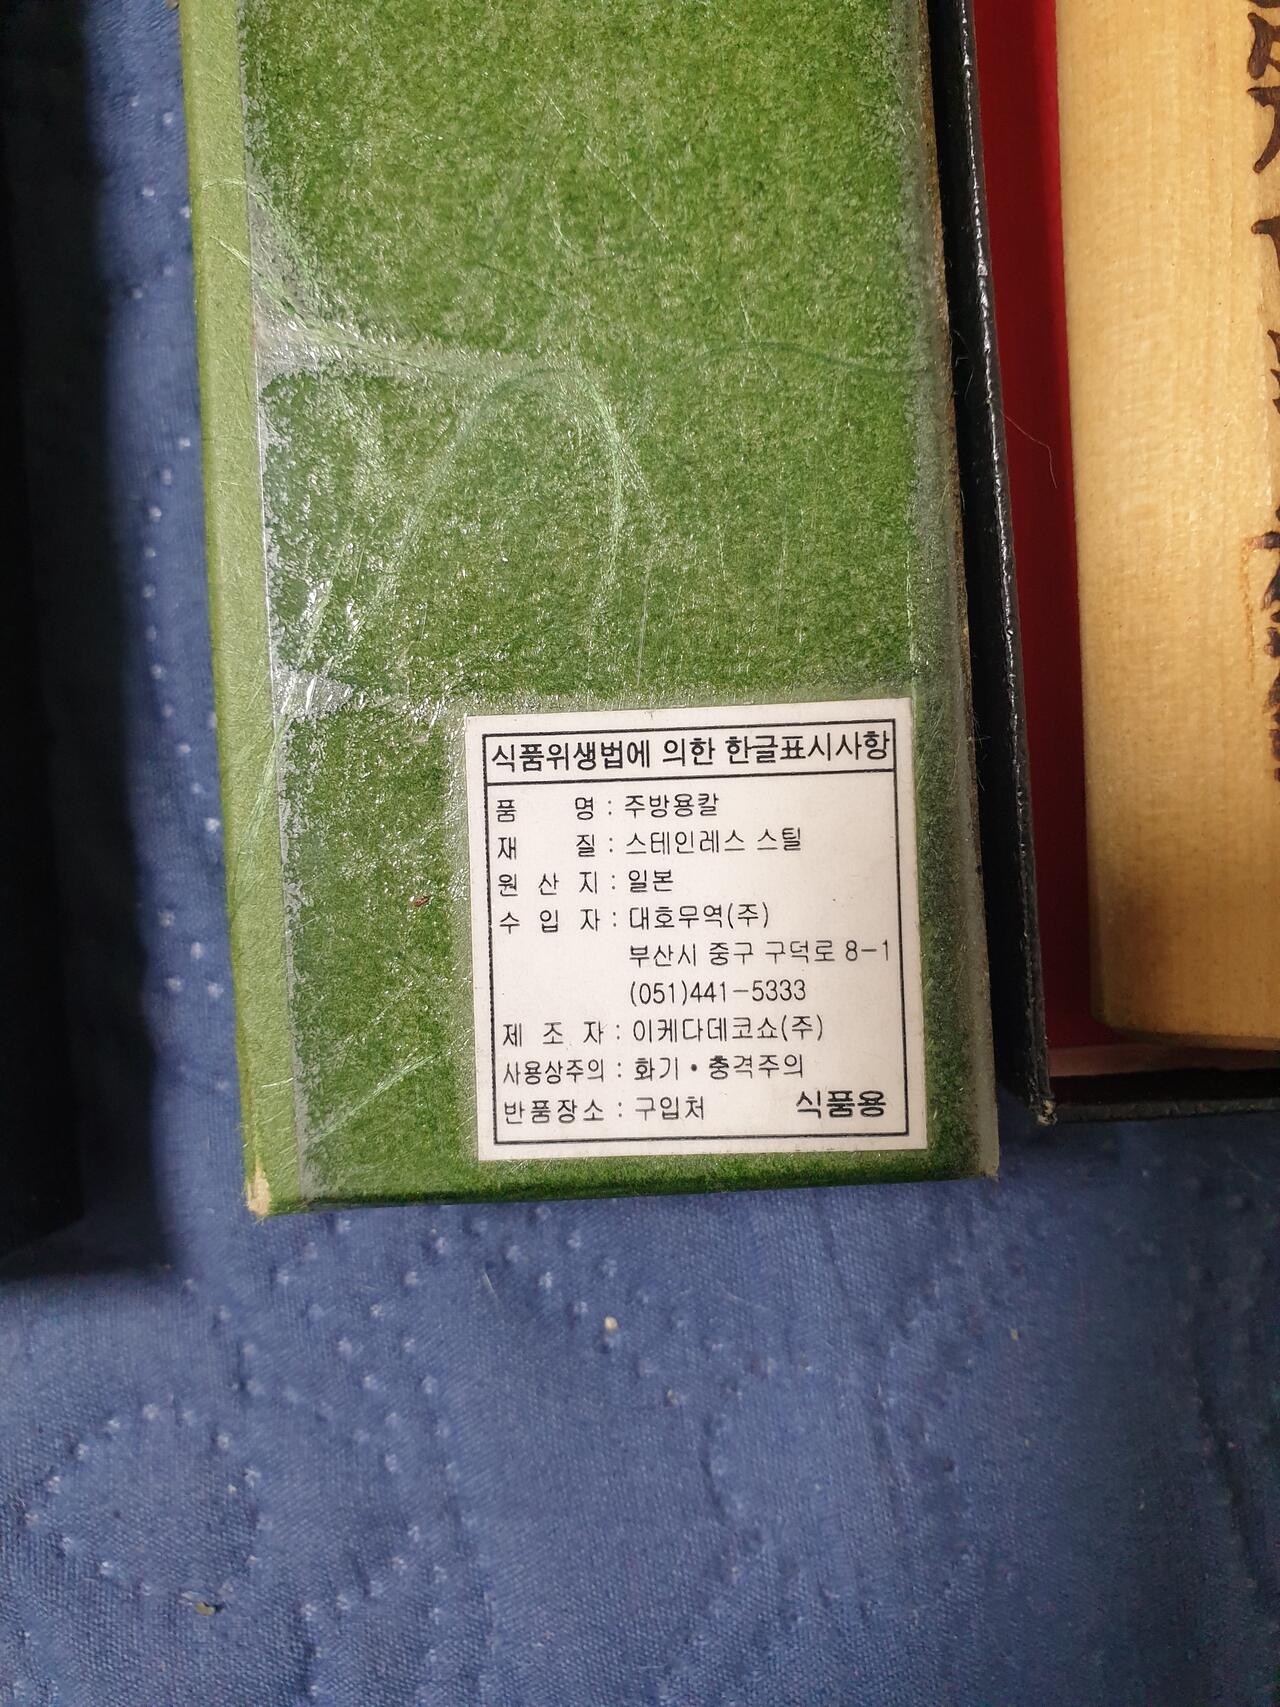 식품위생법에 의한 한글표시사항
품 명 : 주방용칼
재 질 : 스테인레스 스틸
원 산 지 : 일본
수 입 자 : 대호무역(주)
부산시 중구 구덕로 8-1
(051)441-5333
제 조 자 : 이케다데코쇼(주)
사용상주의 : 화기•충격주의
반품장소 : 구입처 식품용